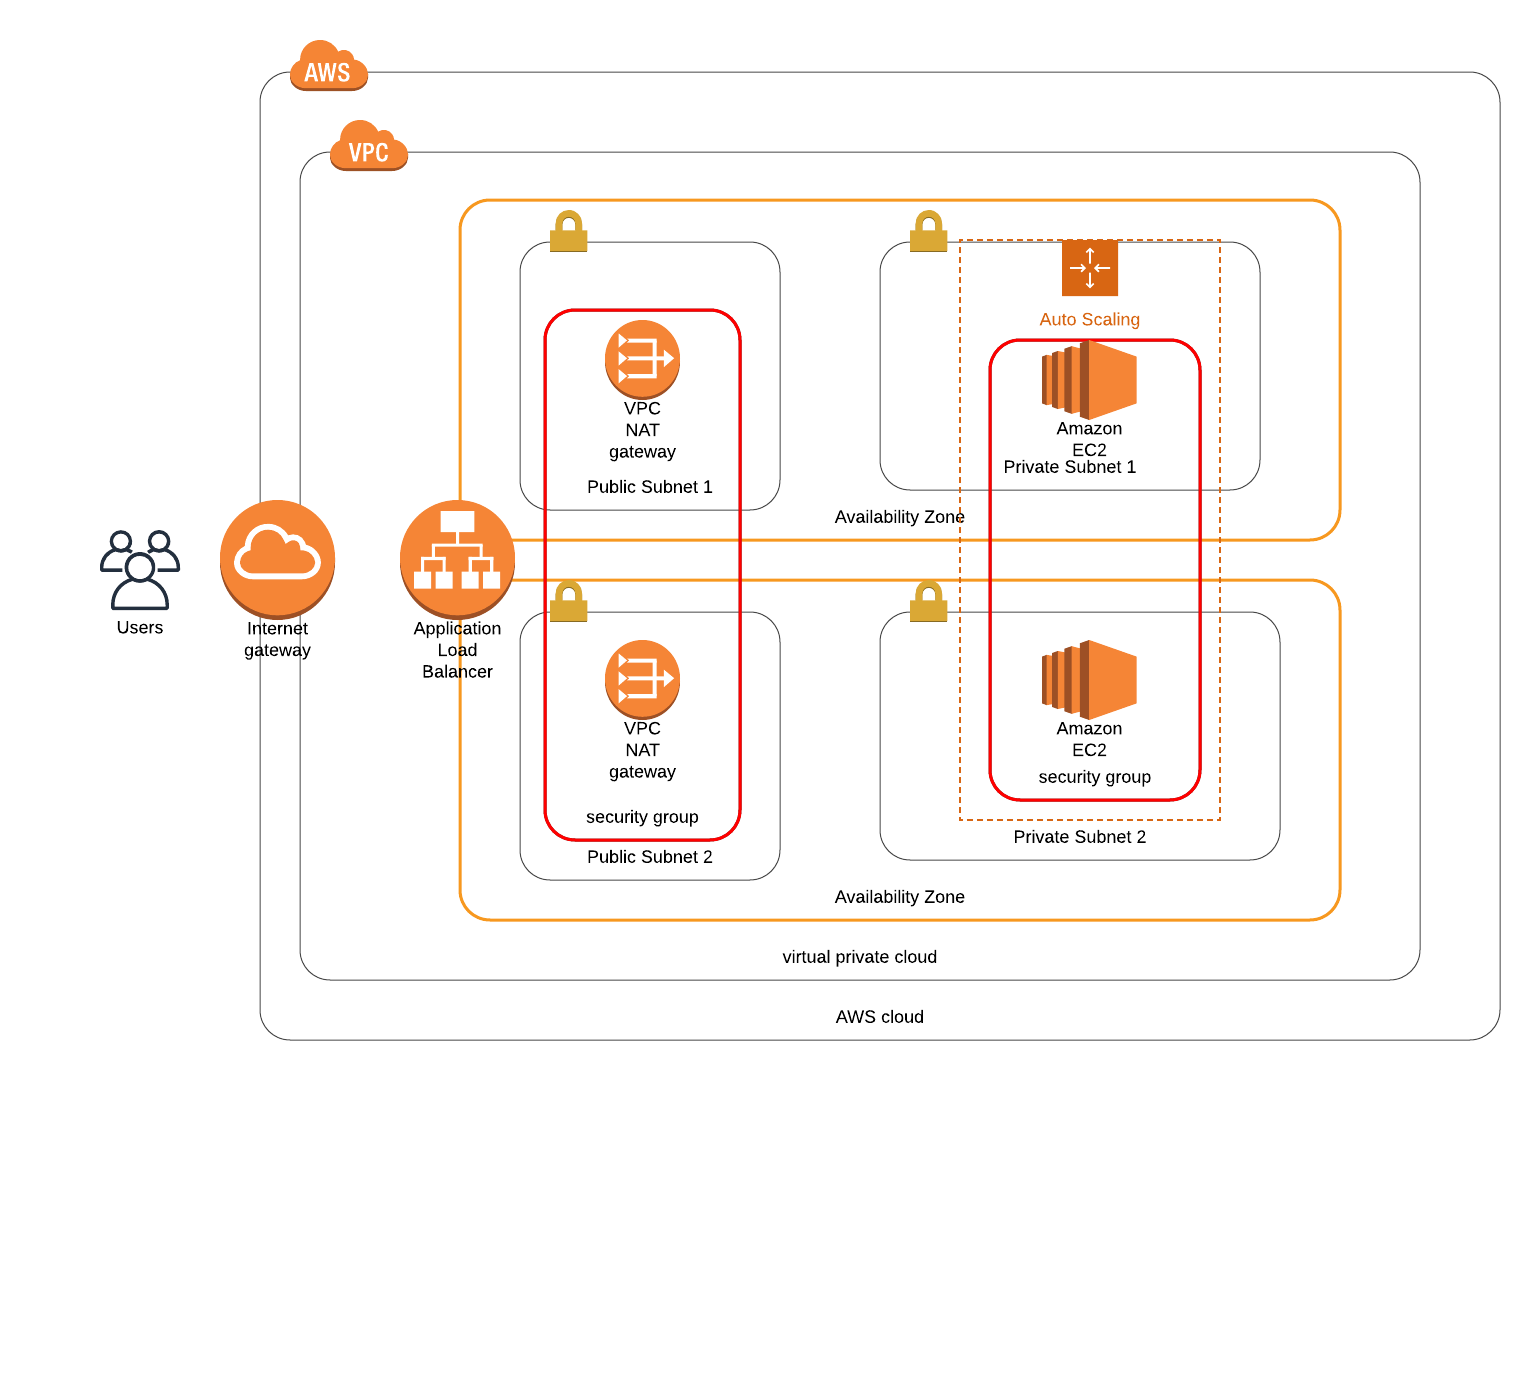 AWS
VPC
Auto Scaling
VPC
NAT
gateway
Public Subnet 1
Amazon
EC2
Private Subnet 1
Availability Zone
Users
Internet
gateway
Application
Load
Balancer
VPC
NAT
gateway
security group
Public Subnet 2
Amazon
EC2
security group
Private Subnet 2
Availability Zone
virtual private cloud
AWS cloud